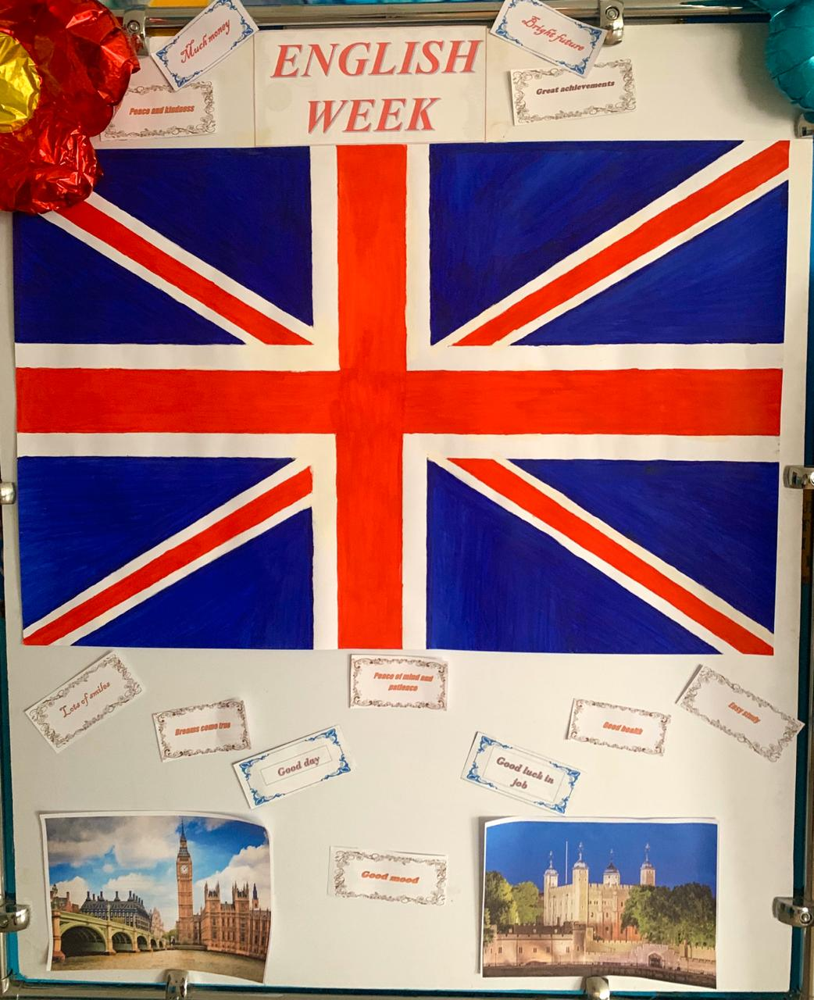 Much money
Bright future
ENGLISH
WEEK
Peace and kindness
Great achievements
Lots of smiles
Dreams come true
Peace of mind and
patience
Good health
Easy study
Good day
Good luck in
job
Good mood